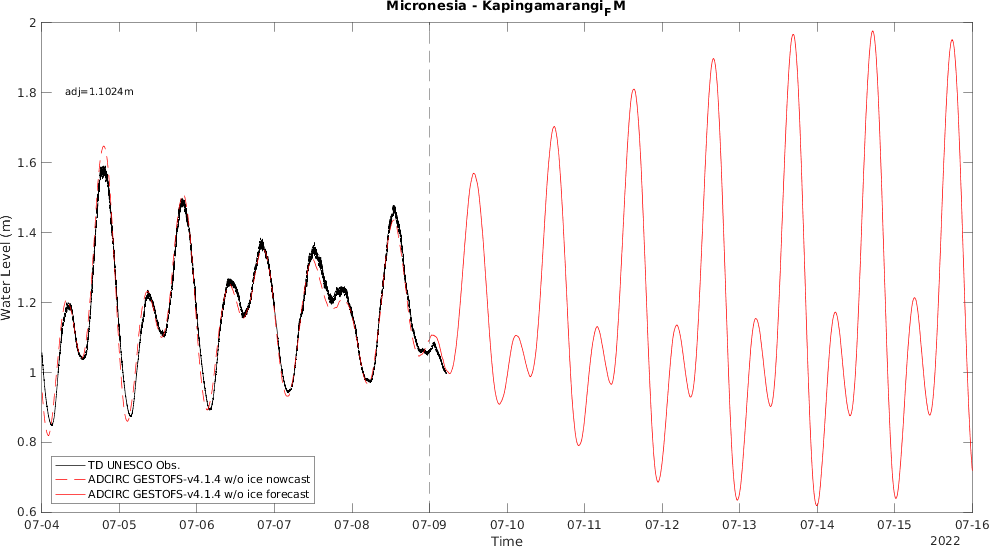 Micronesia - Kapingamarangi_FM
2
1.8
1.6
1.4
1.2
1
0.8
0.6
Water Level (m)
adj=1.1024m
TD UNESCO Obs.
ADCIRC GESTOFS-v4.1.4 w/o ice nowcast
ADCIRC GESTOFS-v4.1.4 w/o ice forecast
07-04 07-05 07-06 07-07 07-08 07-09 07-10 07-11 07-12 07-13 07-14 07-15 07-16
Time
2022